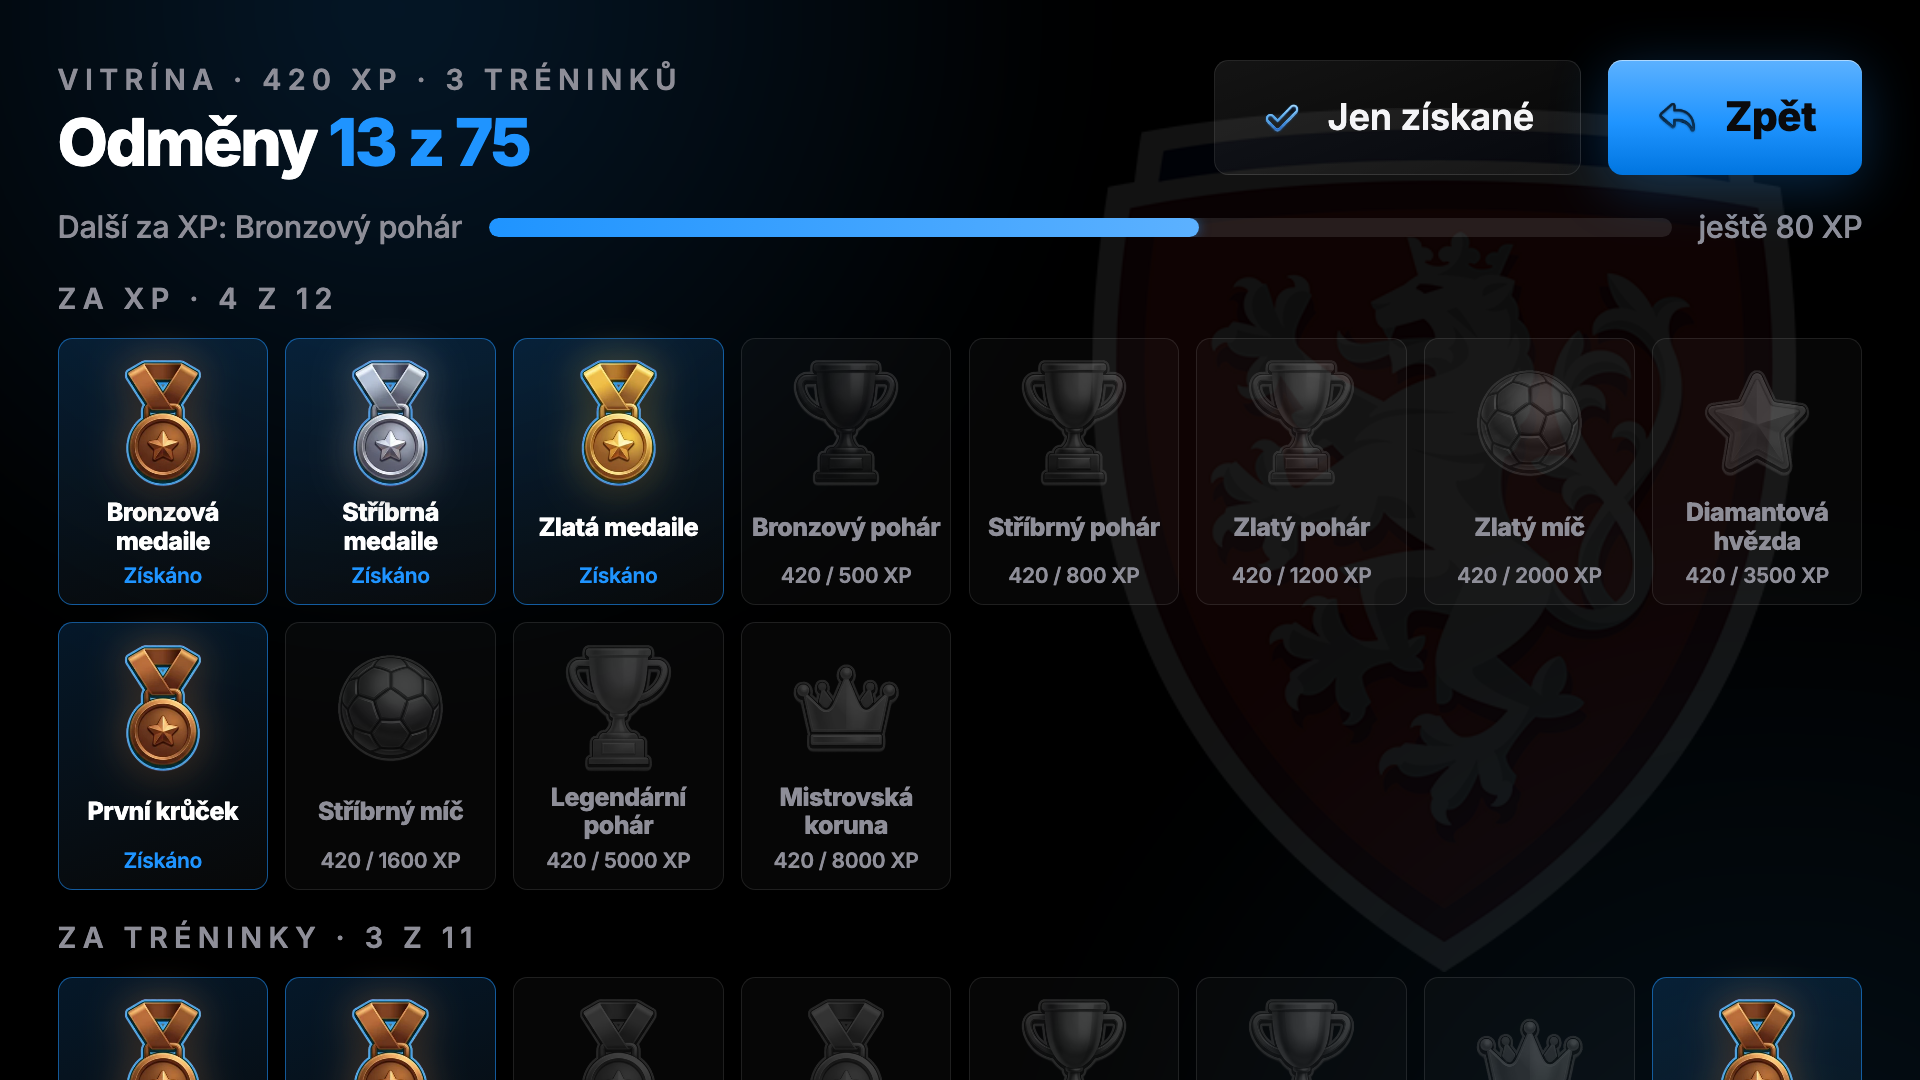 VITRÍNA · 420 XP · 3 TRÉNINKŮ
Odměny 13 z 75
Jen získané
Zpět
Další za XP: Bronzový pohár
ještě 80 XP
ZA XP · 4 Z 12
Bronzová
medaile
Získáno
Stříbrná
medaile
Získáno
Zlatá medaile
Získáno
Bronzový pohár
420 / 500 XP
Stříbrný pohár
420 / 800 XP
Zlatý pohár
420 / 1200 XP
Zlatý míč
420 / 2000 XP
Diamantová
hvězda
420 / 3500 XP
První krůček
Získáno
Stříbrný míč
420 / 1600 XP
Legendární
pohár
420 / 5000 XP
Mistrovská
koruna
420 / 8000 XP
ZA TRÉNINKY · 3 Z 11